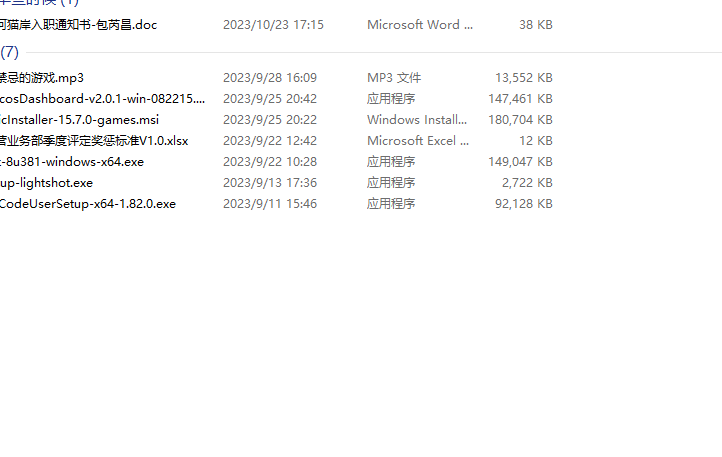 (1)
猫岸入职通知书-包芮昌.doc 2023/10/23 17:15 Microsoft Word ... 38 KB
(7)
禁忌的游戏.mp3 2023/9/28 16:09 MP3 文件 13,552 KB
cosDashboard-v2.0.1-win-082215.... 2023/9/25 20:42 应用程序 147,461 KB
cInstaller-15.7.0-games.msi 2023/9/25 20:22 Windows Install... 180,704 KB
营业务部季度评定奖惩标准V1.0.xlsx 2023/9/22 12:42 Microsoft Excel ... 12 KB
-8u381-windows-x64.exe 2023/9/22 10:28 应用程序 149,047 KB
up-lightshot.exe 2023/9/13 17:36 应用程序 2,722 KB
CodeUserSetup-x64-1.82.0.exe 2023/9/11 15:46 应用程序 92,128 KB